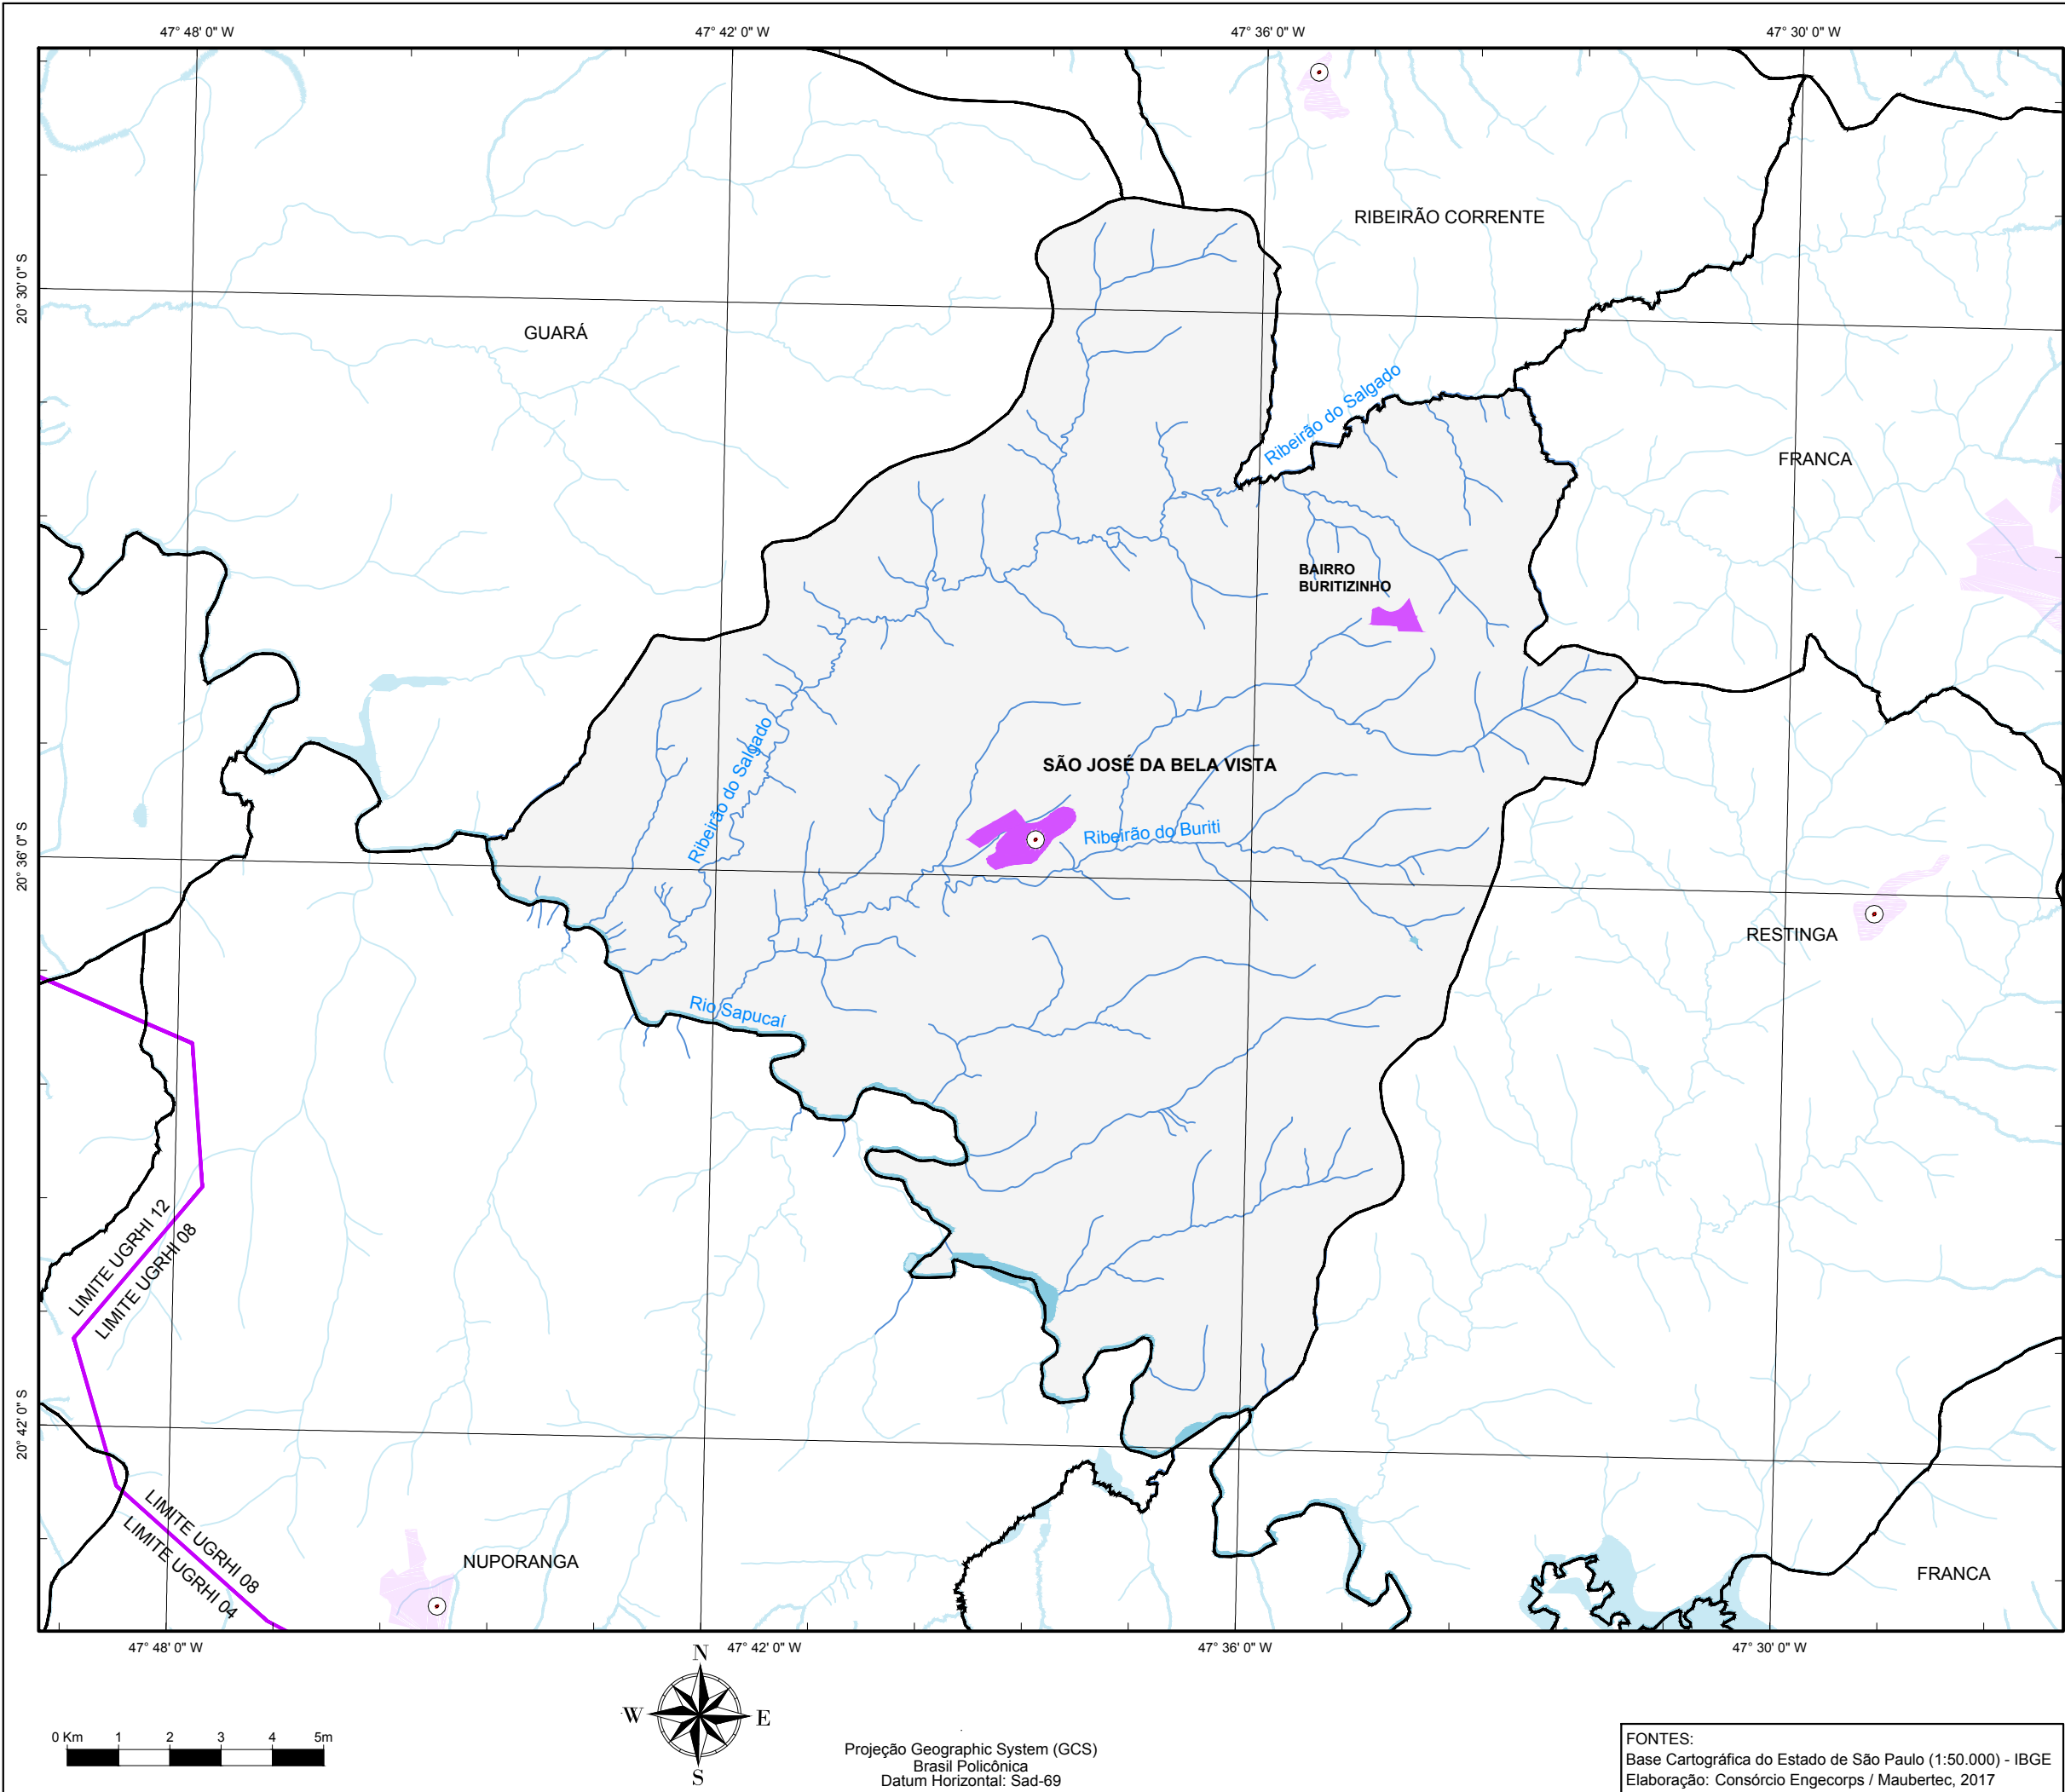 47° 48' 0" W
47° 42' 0" W
47° 36' 0" W
47° 30' 0" W
RIBEIRÃO CORRENTE
20° 30' 0" S
GUARÁ
Ribeirão do Salgado
FRANCA
BAIRRO
BURITIZINHO
Ribeirão do Salgado
SÃO JOSÉ DA BELA VISTA
Ribeirão do Buriti
20° 36' 0" S
RESTINGA
Rio Sapucaí
LIMITE UGRHI 12
LIMITE UGRHI 08
20° 42' 0" S
LIMITE UGRHI 08
LIMITE UGRHI 04
NUPORANGA
FRANCA
47° 48' 0" W
47° 42' 0" W
47° 36' 0" W
47° 30' 0" W
N
W
E
S
0 Km 1 2 3 4 5m
Projeção Geographic System (GCS)
Brasil Policônica
Datum Horizontal: Sad-69
FONTES:
Base Cartográfica do Estado de São Paulo (1:50.000) - IBGE
Elaboração: Consórcio Engecorps / Maubertec, 2017